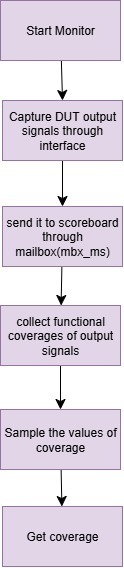 Start Monitor
Capture DUT output
signals through
interface
send it to scoreboard
through
mailbox(mbx_ms)
collect functional
coverages of output
signals
Sample the values of
coverage
Get coverage